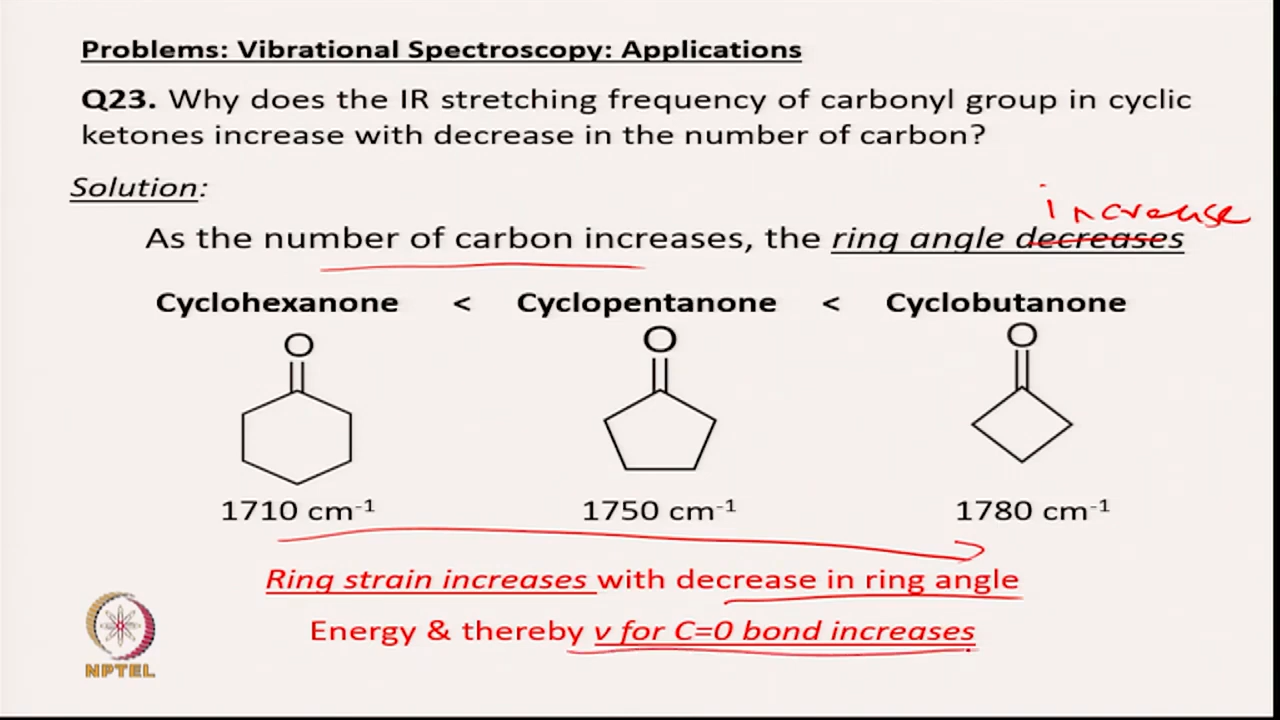 Problems: Vibrational Spectroscopy: Applications
Q23. Why does the IR stretching frequency of carbonyl group in cyclic
ketones increase with decrease in the number of carbon?
Solution:
increase
As the number of carbon increases, the ring angle decreases
Cyclohexanone < Cyclopentanone < Cyclobutanone
O O O
1710 cm⁻¹ 1750 cm⁻¹ 1780 cm⁻¹
Ring strain increases with decrease in ring angle
Energy & thereby ν for C=0 bond increases
NPTEL